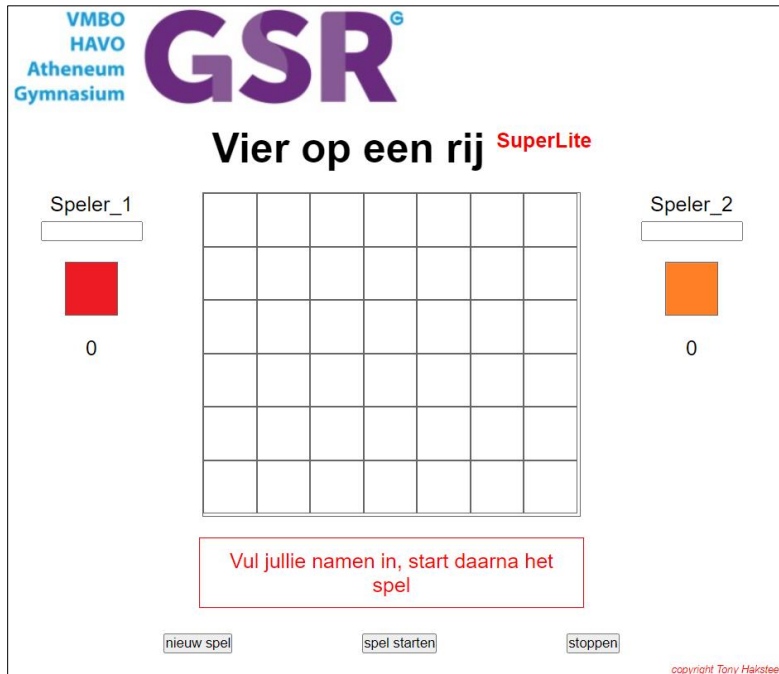 VMBO
HAVO
Atheneum
Gymnasium
GSR G
Vier op een rij SuperLite
Speler_1
Speler_2
0
0
Vul jullie namen in, start daarna het
spel
nieuw spel
spel starten
stoppen
copyright Tony Hakstee